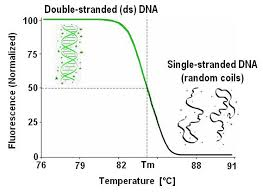 Double-stranded (ds) DNA
Fluorescence (Normalized)
100
75
50
25
0
Single-stranded DNA
(random coils)
76
79
82
Tm
88
91
Temperature [°C]